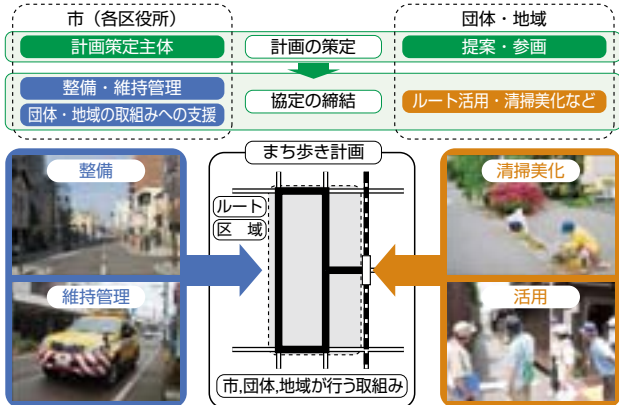 市（各区役所）
団体・地域
計画策定主体
計画の策定
提案・参画
整備・維持管理
団体・地域の取組みへの支援
協定の締結
ルート活用・清掃美化など
まち歩き計画
整備
清掃美化
ルート
区　域
維持管理
活用
市,団体,地域が行う取組み